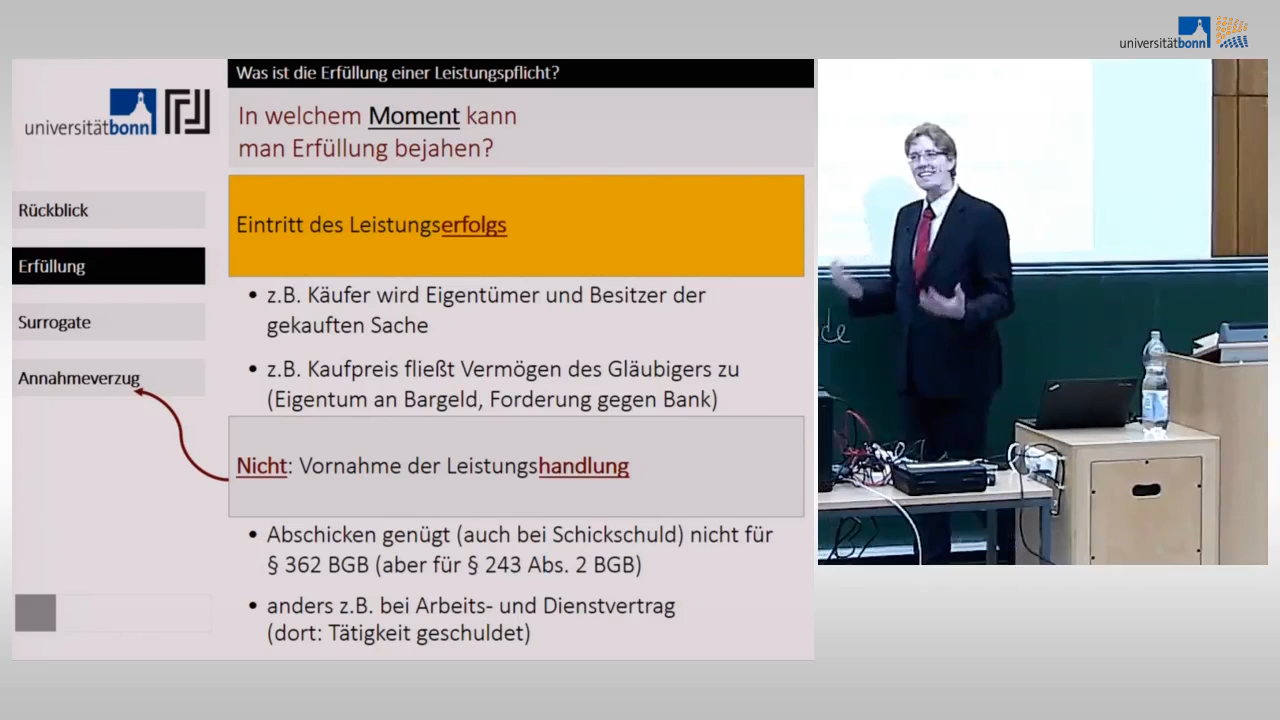 universitätbonn
Was ist die Erfüllung einer Leistungspflicht?
universitätbonn
In welchem Moment kann
man Erfüllung bejahen?
Rückblick
Erfüllung
Surrogate
Annahmeverzug
Eintritt des Leistungserfolgs
• z.B. Käufer wird Eigentümer und Besitzer der
gekauften Sache
• z.B. Kaufpreis fließt Vermögen des Gläubigers zu
(Eigentum an Bargeld, Forderung gegen Bank)
Nicht: Vornahme der Leistungshandlung
• Abschicken genügt (auch bei Schickschuld) nicht für
§ 362 BGB (aber für § 243 Abs. 2 BGB)
• anders z.B. bei Arbeits- und Dienstvertrag
(dort: Tätigkeit geschuldet)
de